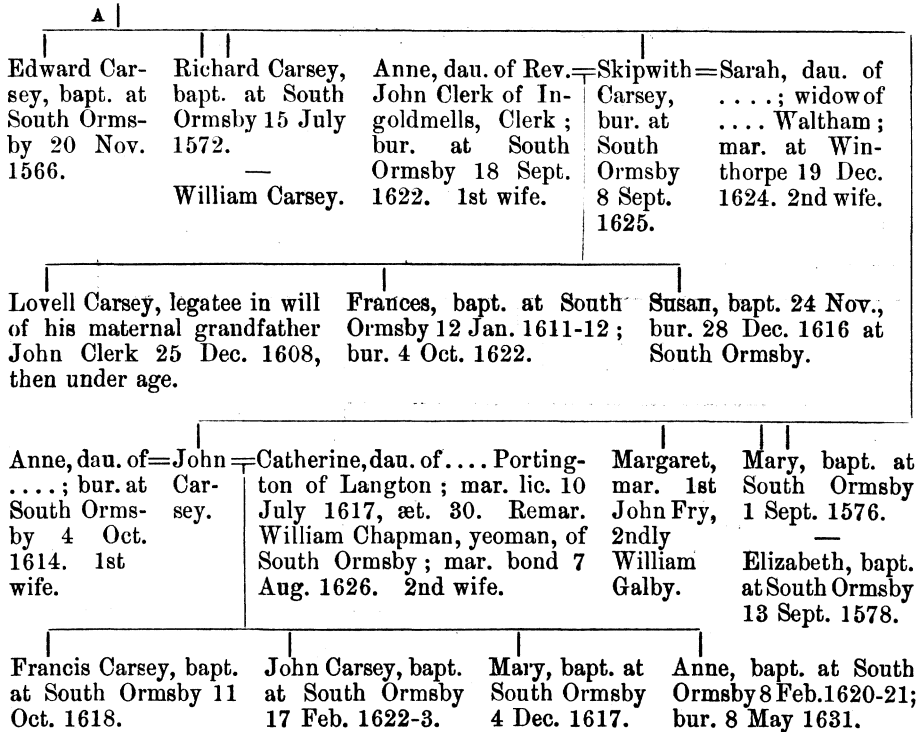 A
Edward Car-
sey, bapt. at
South Orms-
by 20 Nov.
1566.
Richard Carsey,
bapt. at South
Ormsby 15 July
1572.
—
William Carsey.
Anne, dau. of Rev.
John Clerk of In-
goldmells, Clerk ;
bur. at South
Ormsby 18 Sept.
1622. 1st wife.
=Skipwith=
Carsey,
bur. at
South
Ormsby
8 Sept.
1625.
Sarah, dau. of
. . . . ; widow of
. . . . Waltham ;
mar. at Win-
thorpe 19 Dec.
1624. 2nd wife.
Lovell Carsey, legatee in will
of his maternal grandfather
John Clerk 25 Dec. 1608,
then under age.
Frances, bapt. at South
Ormsby 12 Jan. 1611-12 ;
bur. 4 Oct. 1622.
Susan, bapt. 24 Nov.,
bur. 28 Dec. 1616 at
South Ormsby.
Anne, dau. of
. . . . ; bur. at
South Orms-
by 4 Oct.
1614. 1st
wife.
=John=
Car-
sey.
Catherine, dau. of . . . . Porting-
ton of Langton ; mar. lic. 10
July 1617, æt. 30. Remar.
William Chapman, yeoman, of
South Ormsby ; mar. bond 7
Aug. 1626. 2nd wife.
Margaret,
mar. 1st
John Fry,
2ndly
William
Galby.
Mary, bapt. at
South Ormsby
1 Sept. 1576.
—
Elizabeth, bapt.
at South Ormsby
13 Sept. 1578.
Francis Carsey, bapt.
at South Ormsby 11
Oct. 1618.
John Carsey, bapt.
at South Ormsby
17 Feb. 1622-3.
Mary, bapt. at
South Ormsby
4 Dec. 1617.
Anne, bapt. at South
Ormsby 8 Feb. 1620-21;
bur. 8 May 1631.